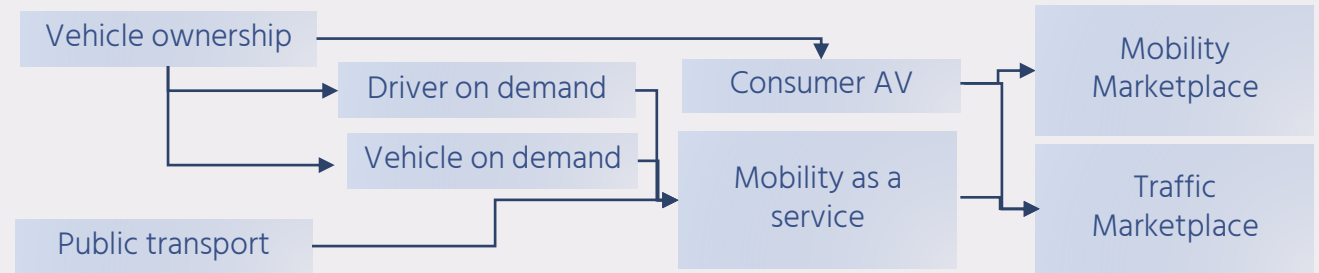 Vehicle ownership
Driver on demand
Vehicle on demand
Public transport
Consumer AV
Mobility as a
service
Mobility
Marketplace
Traffic
Marketplace